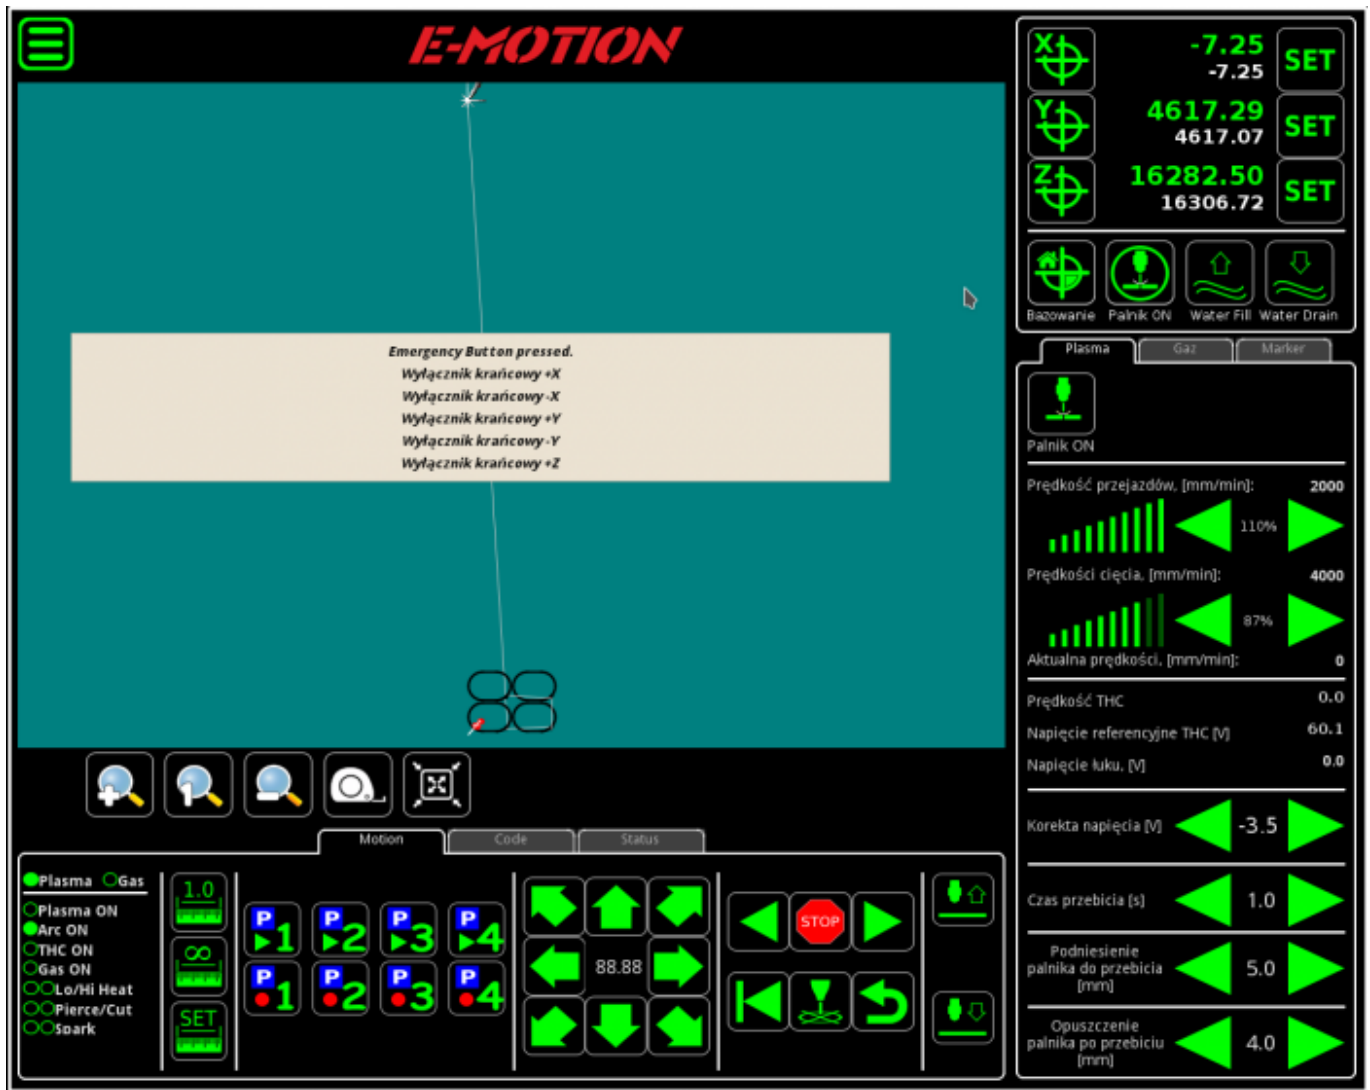 E-MOTION
X
-7.25
-7.25
SET
Y
4617.29
4617.07
SET
Z
16282.50
16306.72
SET
Bazowanie
Palnik ON
Water Fill
Water Drain
Emergency Button pressed.
Wyłącznik krańcowy +X
Wyłącznik krańcowy -X
Wyłącznik krańcowy +Y
Wyłącznik krańcowy -Y
Wyłącznik krańcowy +Z
Plasma
Gaz
Marker
Palnik ON
Prędkość przejazdów, [mm/min]: 2000
110%
Prędkości cięcia, [mm/min]: 4000
87%
Aktualna prędkości, [mm/min]: 0
Prędkość THC 0.0
Napięcie referencyjne THC [V] 60.1
Napięcie łuku, [V] 0.0
Korekta napięcia [V] -3.5
Czas przebicia [s] 1.0
Podniesienie
palnika do przebicia 5.0
[mm]
Opuszczenie
palnika po przebiciu 4.0
[mm]
1
Motion
Code
Status
Plasma Gas
Plasma ON
Arc ON
THC ON
Gas ON
Lo/Hi Heat
Pierce/Cut
Spark
1.0
∞
SET
P 1
P 2
P 3
P 4
P 1
P 2
P 3
P 4
88.88
STOP